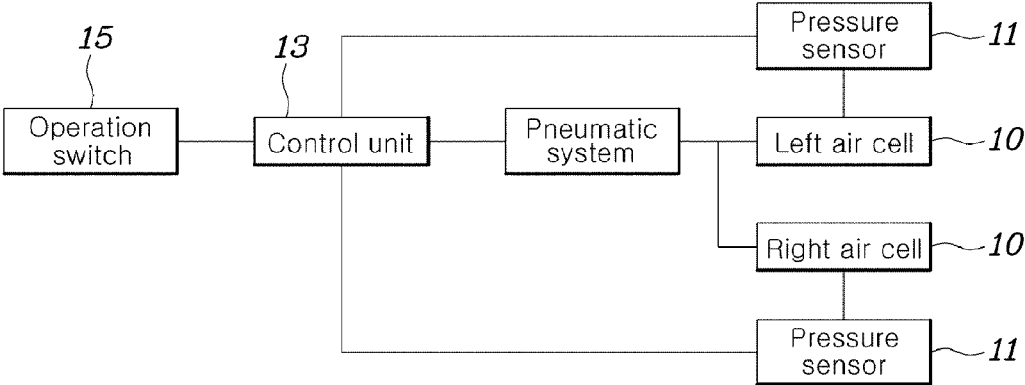 15
Operation
switch
13
Control unit
Pneumatic
system
Pressure
sensor
11
Left air cell
10
Right air cell
10
Pressure
sensor
11